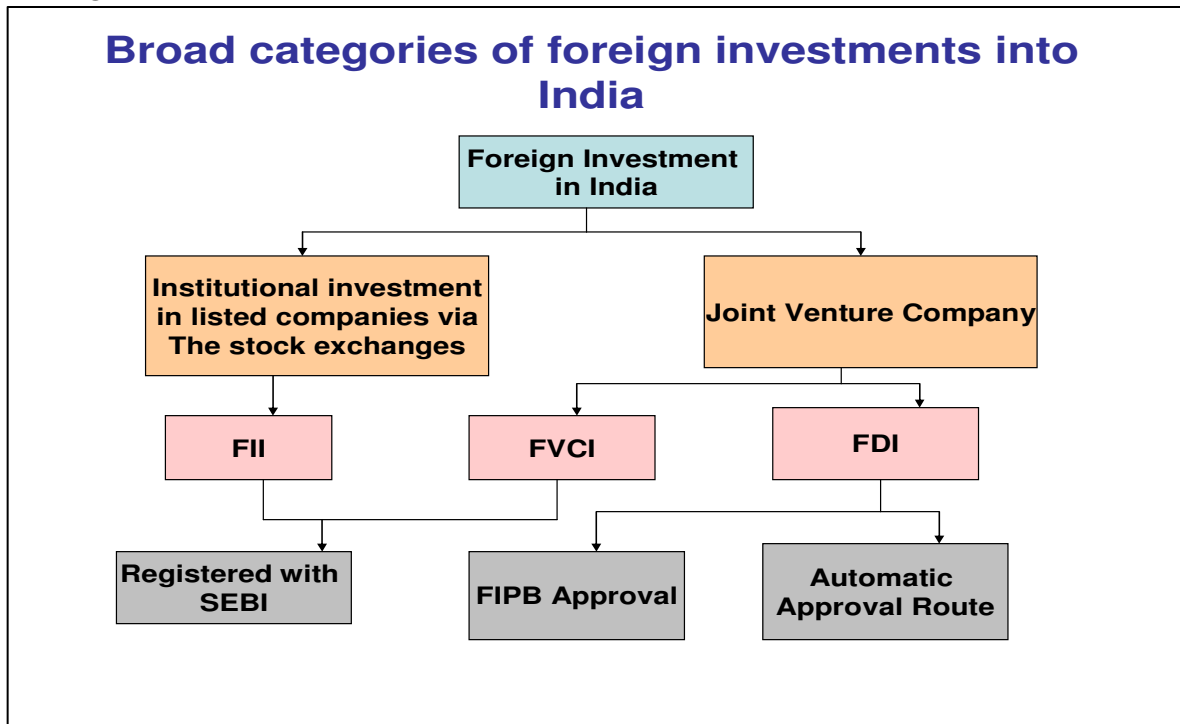 Broad categories of foreign investments into
India
Foreign Investment
in India
Institutional investment
in listed companies via
The stock exchanges
Joint Venture Company
FII
FVCI
FDI
Registered with
SEBI
FIPB Approval
Automatic
Approval Route